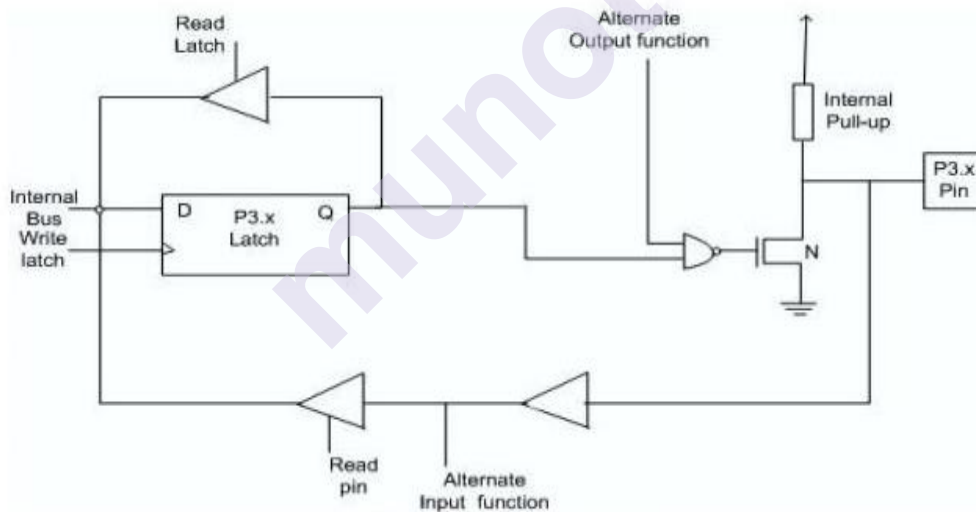 Read
Latch
Alternate
Output function
Internal
Pull-up
P3.x
Pin
Internal
Bus
Write
latch
D
P3.x
Latch
Q
N
Read
pin
Alternate
Input function